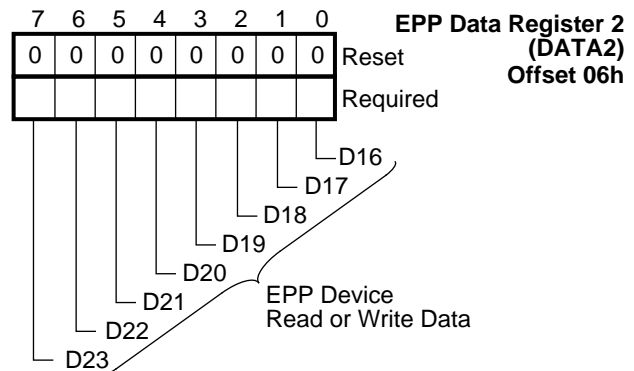 7 6 5 4 3 2 1 0
EPP Data Register 2
(DATA2)
Offset 06h
0 0 0 0 0 0 0 0 Reset
Required
D16
D17
D18
D19
D20
D21
D22
D23
EPP Device
Read or Write Data